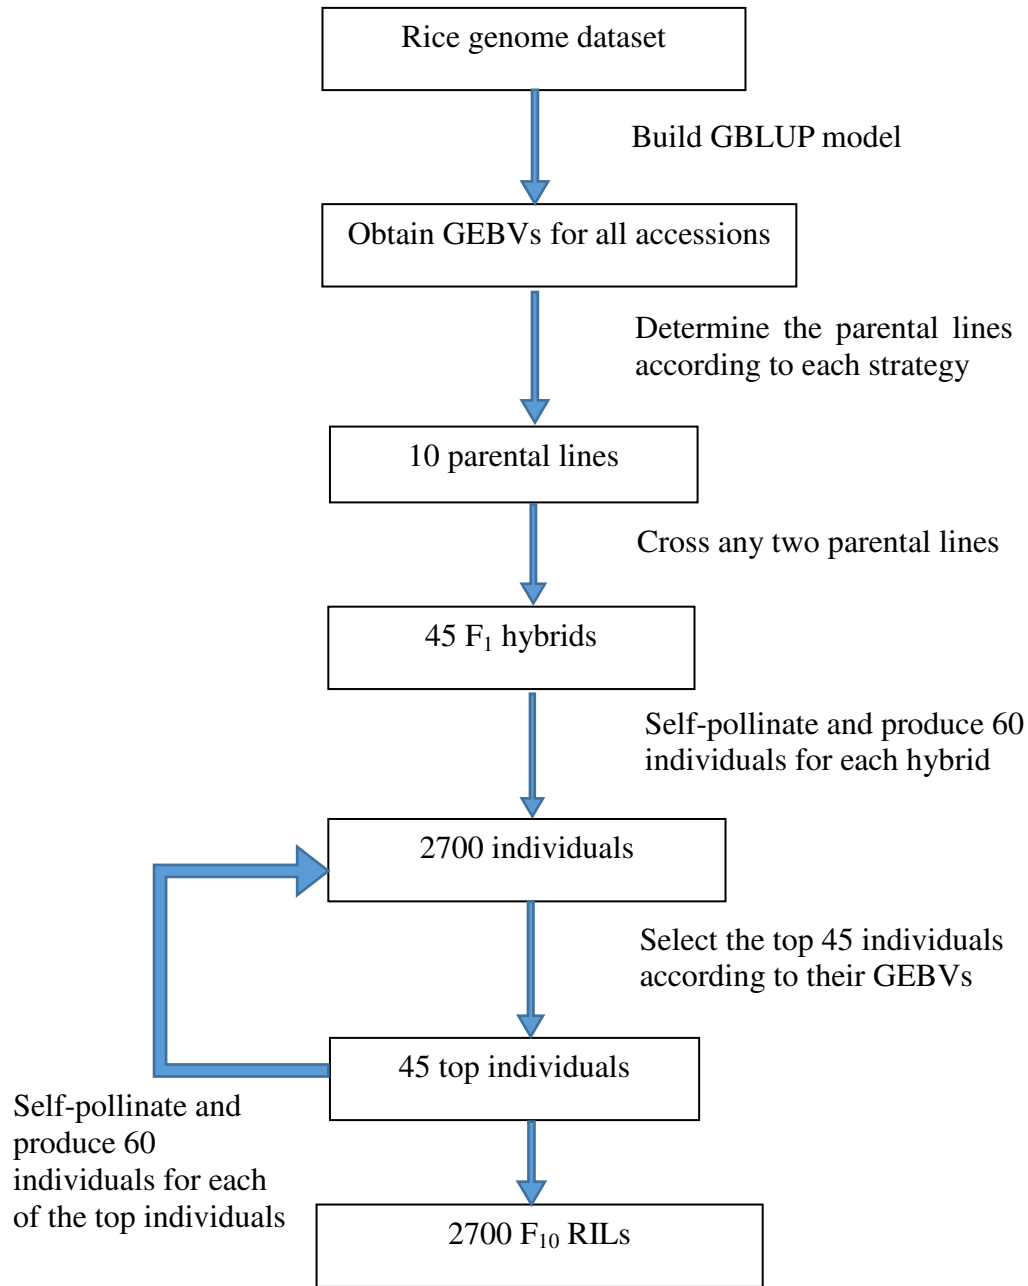 Rice genome dataset
Build GBLUP model
Obtain GEBVs for all accessions
Determine the parental lines
according to each strategy
10 parental lines
Cross any two parental lines
45 F₁ hybrids
Self-pollinate and produce 60
individuals for each hybrid
2700 individuals
Select the top 45 individuals
according to their GEBVs
45 top individuals
Self-pollinate and
produce 60
individuals for each
of the top individuals
2700 F₁₀ RILs